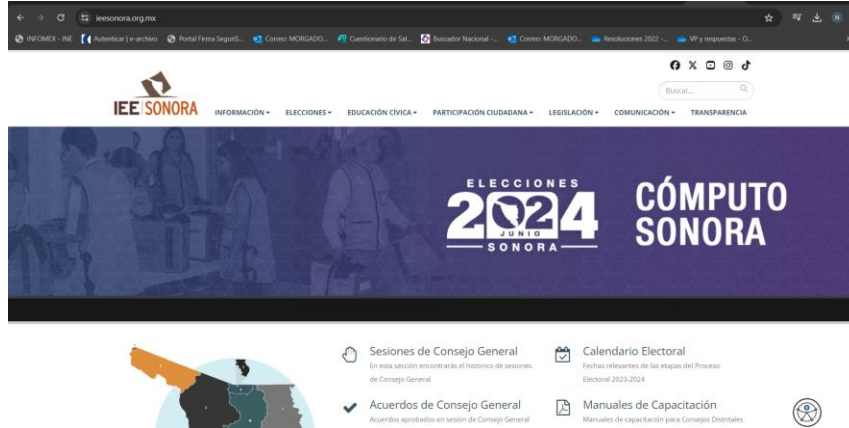 ieesonora.org.mx
INFOMEX - INE
Autenticar | e-archivo
Portal Firma SeguriS...
Correo: MORGADO...
Cuestionario de Sal...
Buscador Nacional -...
Correo: MORGADO...
Resoluciones 2022 -...
VP y respuestas - O...
Buscar...
IEE SONORA
INFORMACIÓN
ELECCIONES
EDUCACIÓN CÍVICA
PARTICIPACIÓN CIUDADANA
LEGISLACIÓN
COMUNICACIÓN
TRANSPARENCIA
ELECCIONES
2024
JUNIO
SONORA
CÓMPUTO
SONORA
Sesiones de Consejo General
En esta sección encontrarás el histórico de sesiones
de Consejo General
Calendario Electoral
Fechas relevantes de las etapas del Proceso
Electoral 2023-2024
Acuerdos de Consejo General
Acuerdos aprobados en sesión de Consejo General
Manuales de Capacitación
Manuales de capacitación para Consejos Distritales